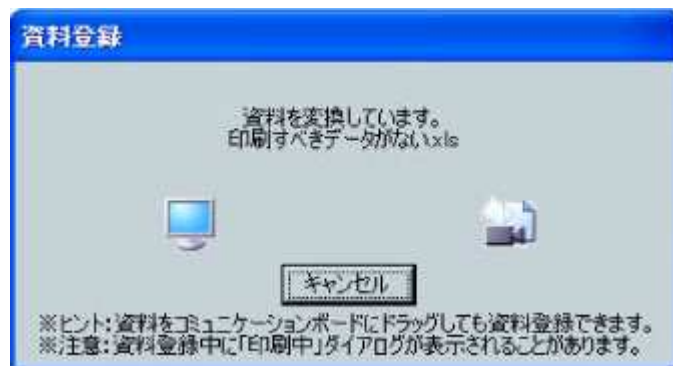 資料登録
資料を変換しています。
印刷すべきデータがない.xls
キャンセル
※ヒント：資料をコミュニケーションボードにドラッグしても資料登録できます。
※注意：資料登録中に「印刷中」ダイアログが表示されることがあります。